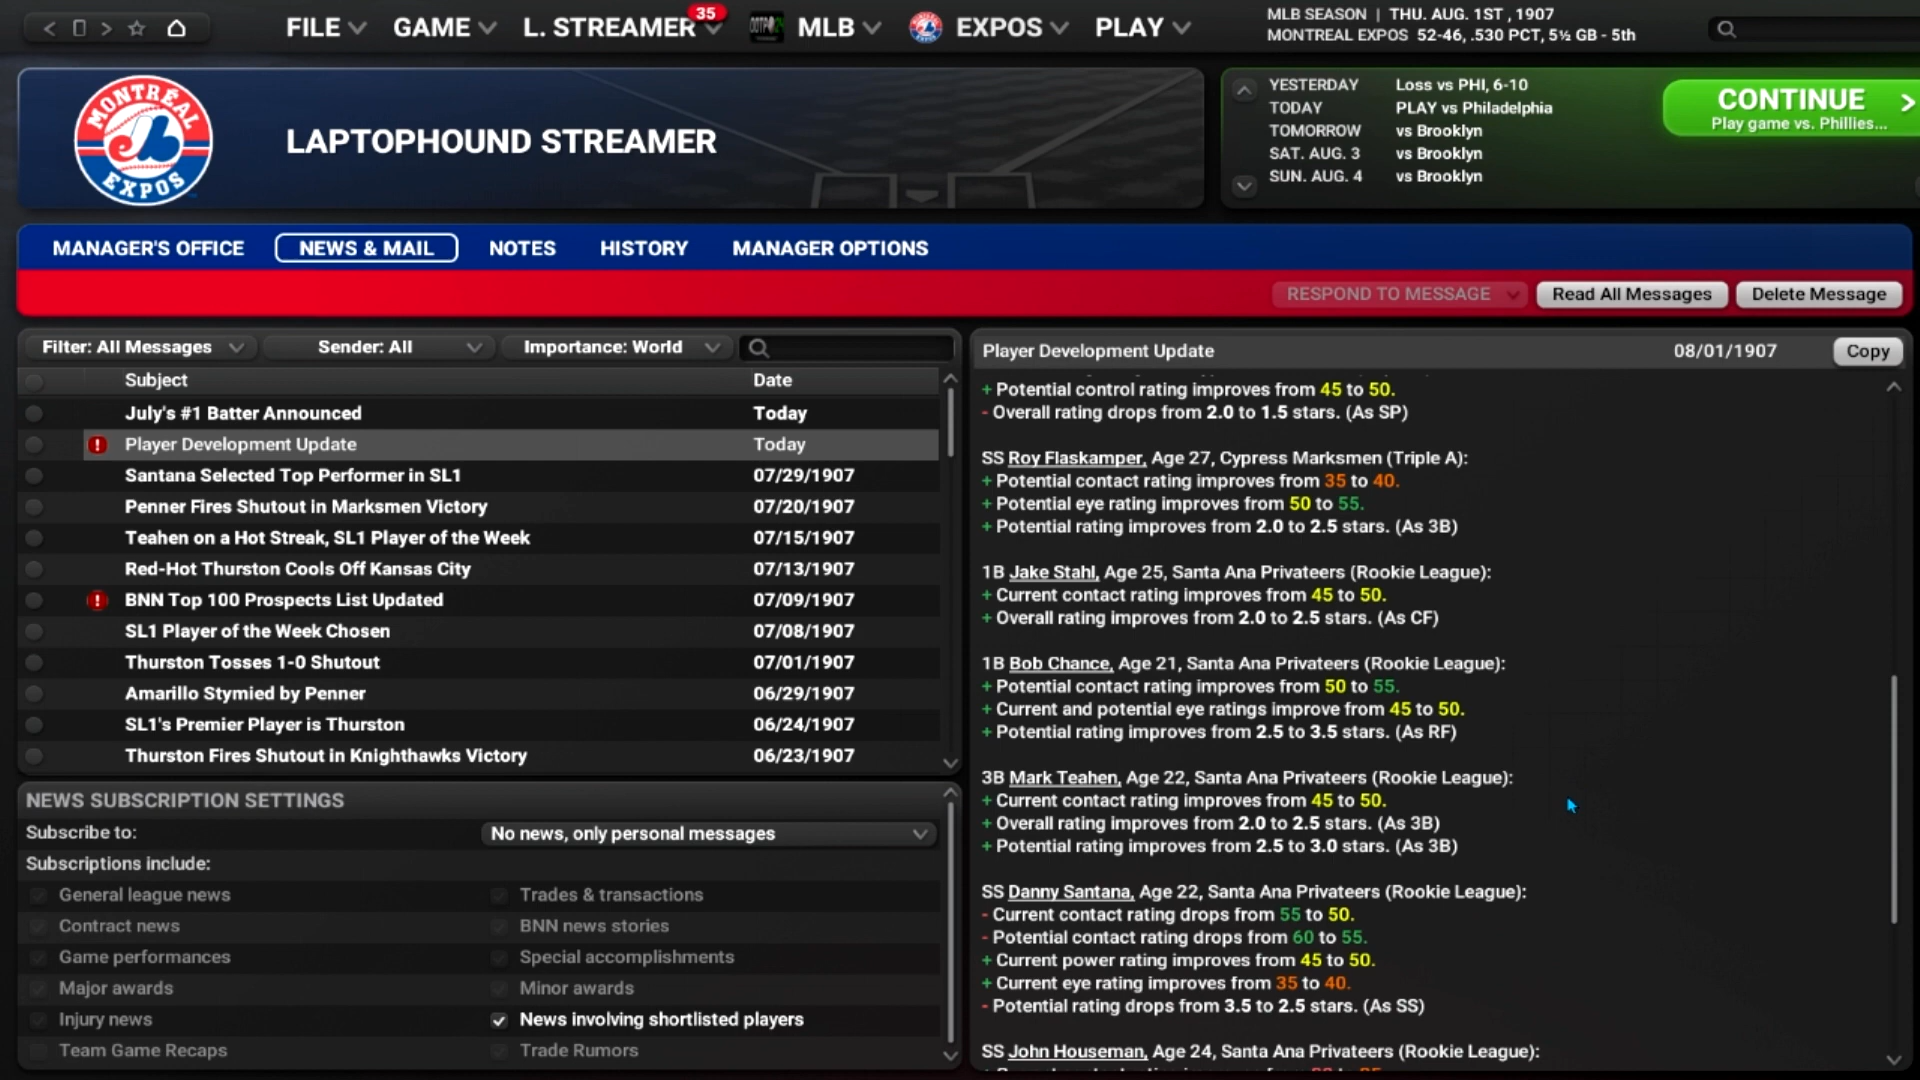 FILE
GAME
L. STREAMER
35
MLB
EXPOS
PLAY
MLB SEASON | THU. AUG. 1ST , 1907
MONTREAL EXPOS 52-46, .530 PCT, 5½ GB - 5th
MONTRÉAL
EXPOS
LAPTOPHOUND STREAMER
YESTERDAY Loss vs PHI, 6-10
TODAY PLAY vs Philadelphia
TOMORROW vs Brooklyn
SAT. AUG. 3 vs Brooklyn
SUN. AUG. 4 vs Brooklyn
CONTINUE
Play game vs. Phillies...
MANAGER'S OFFICE
NEWS & MAIL
NOTES
HISTORY
MANAGER OPTIONS
RESPOND TO MESSAGE
Read All Messages
Delete Message
Filter: All Messages
Sender: All
Importance: World
Subject Date
July's #1 Batter Announced Today
Player Development Update Today
Santana Selected Top Performer in SL1 07/29/1907
Penner Fires Shutout in Marksmen Victory 07/20/1907
Teahen on a Hot Streak, SL1 Player of the Week 07/15/1907
Red-Hot Thurston Cools Off Kansas City 07/13/1907
BNN Top 100 Prospects List Updated 07/09/1907
SL1 Player of the Week Chosen 07/08/1907
Thurston Tosses 1-0 Shutout 07/01/1907
Amarillo Stymied by Penner 06/29/1907
SL1's Premier Player is Thurston 06/24/1907
Thurston Fires Shutout in Knighthawks Victory 06/23/1907
NEWS SUBSCRIPTION SETTINGS
Subscribe to: No news, only personal messages
Subscriptions include:
General league news Trades & transactions
Contract news BNN news stories
Game performances Special accomplishments
Major awards Minor awards
Injury news News involving shortlisted players
Team Game Recaps Trade Rumors
Player Development Update 08/01/1907 Copy
+ Potential control rating improves from 45 to 50.
- Overall rating drops from 2.0 to 1.5 stars. (As SP)
SS Roy Flaskamper, Age 27, Cypress Marksmen (Triple A):
+ Potential contact rating improves from 35 to 40.
+ Potential eye rating improves from 50 to 55.
+ Potential rating improves from 2.0 to 2.5 stars. (As 3B)
1B Jake Stahl, Age 25, Santa Ana Privateers (Rookie League):
+ Current contact rating improves from 45 to 50.
+ Overall rating improves from 2.0 to 2.5 stars. (As CF)
1B Bob Chance, Age 21, Santa Ana Privateers (Rookie League):
+ Potential contact rating improves from 50 to 55.
+ Current and potential eye ratings improve from 45 to 50.
+ Potential rating improves from 2.5 to 3.5 stars. (As RF)
3B Mark Teahen, Age 22, Santa Ana Privateers (Rookie League):
+ Current contact rating improves from 45 to 50.
+ Overall rating improves from 2.0 to 2.5 stars. (As 3B)
+ Potential rating improves from 2.5 to 3.0 stars. (As 3B)
SS Danny Santana, Age 22, Santa Ana Privateers (Rookie League):
- Current contact rating drops from 55 to 50.
- Potential contact rating drops from 60 to 55.
+ Current power rating improves from 45 to 50.
+ Current eye rating improves from 35 to 40.
- Potential rating drops from 3.5 to 2.5 stars. (As SS)
SS John Houseman, Age 24, Santa Ana Privateers (Rookie League):